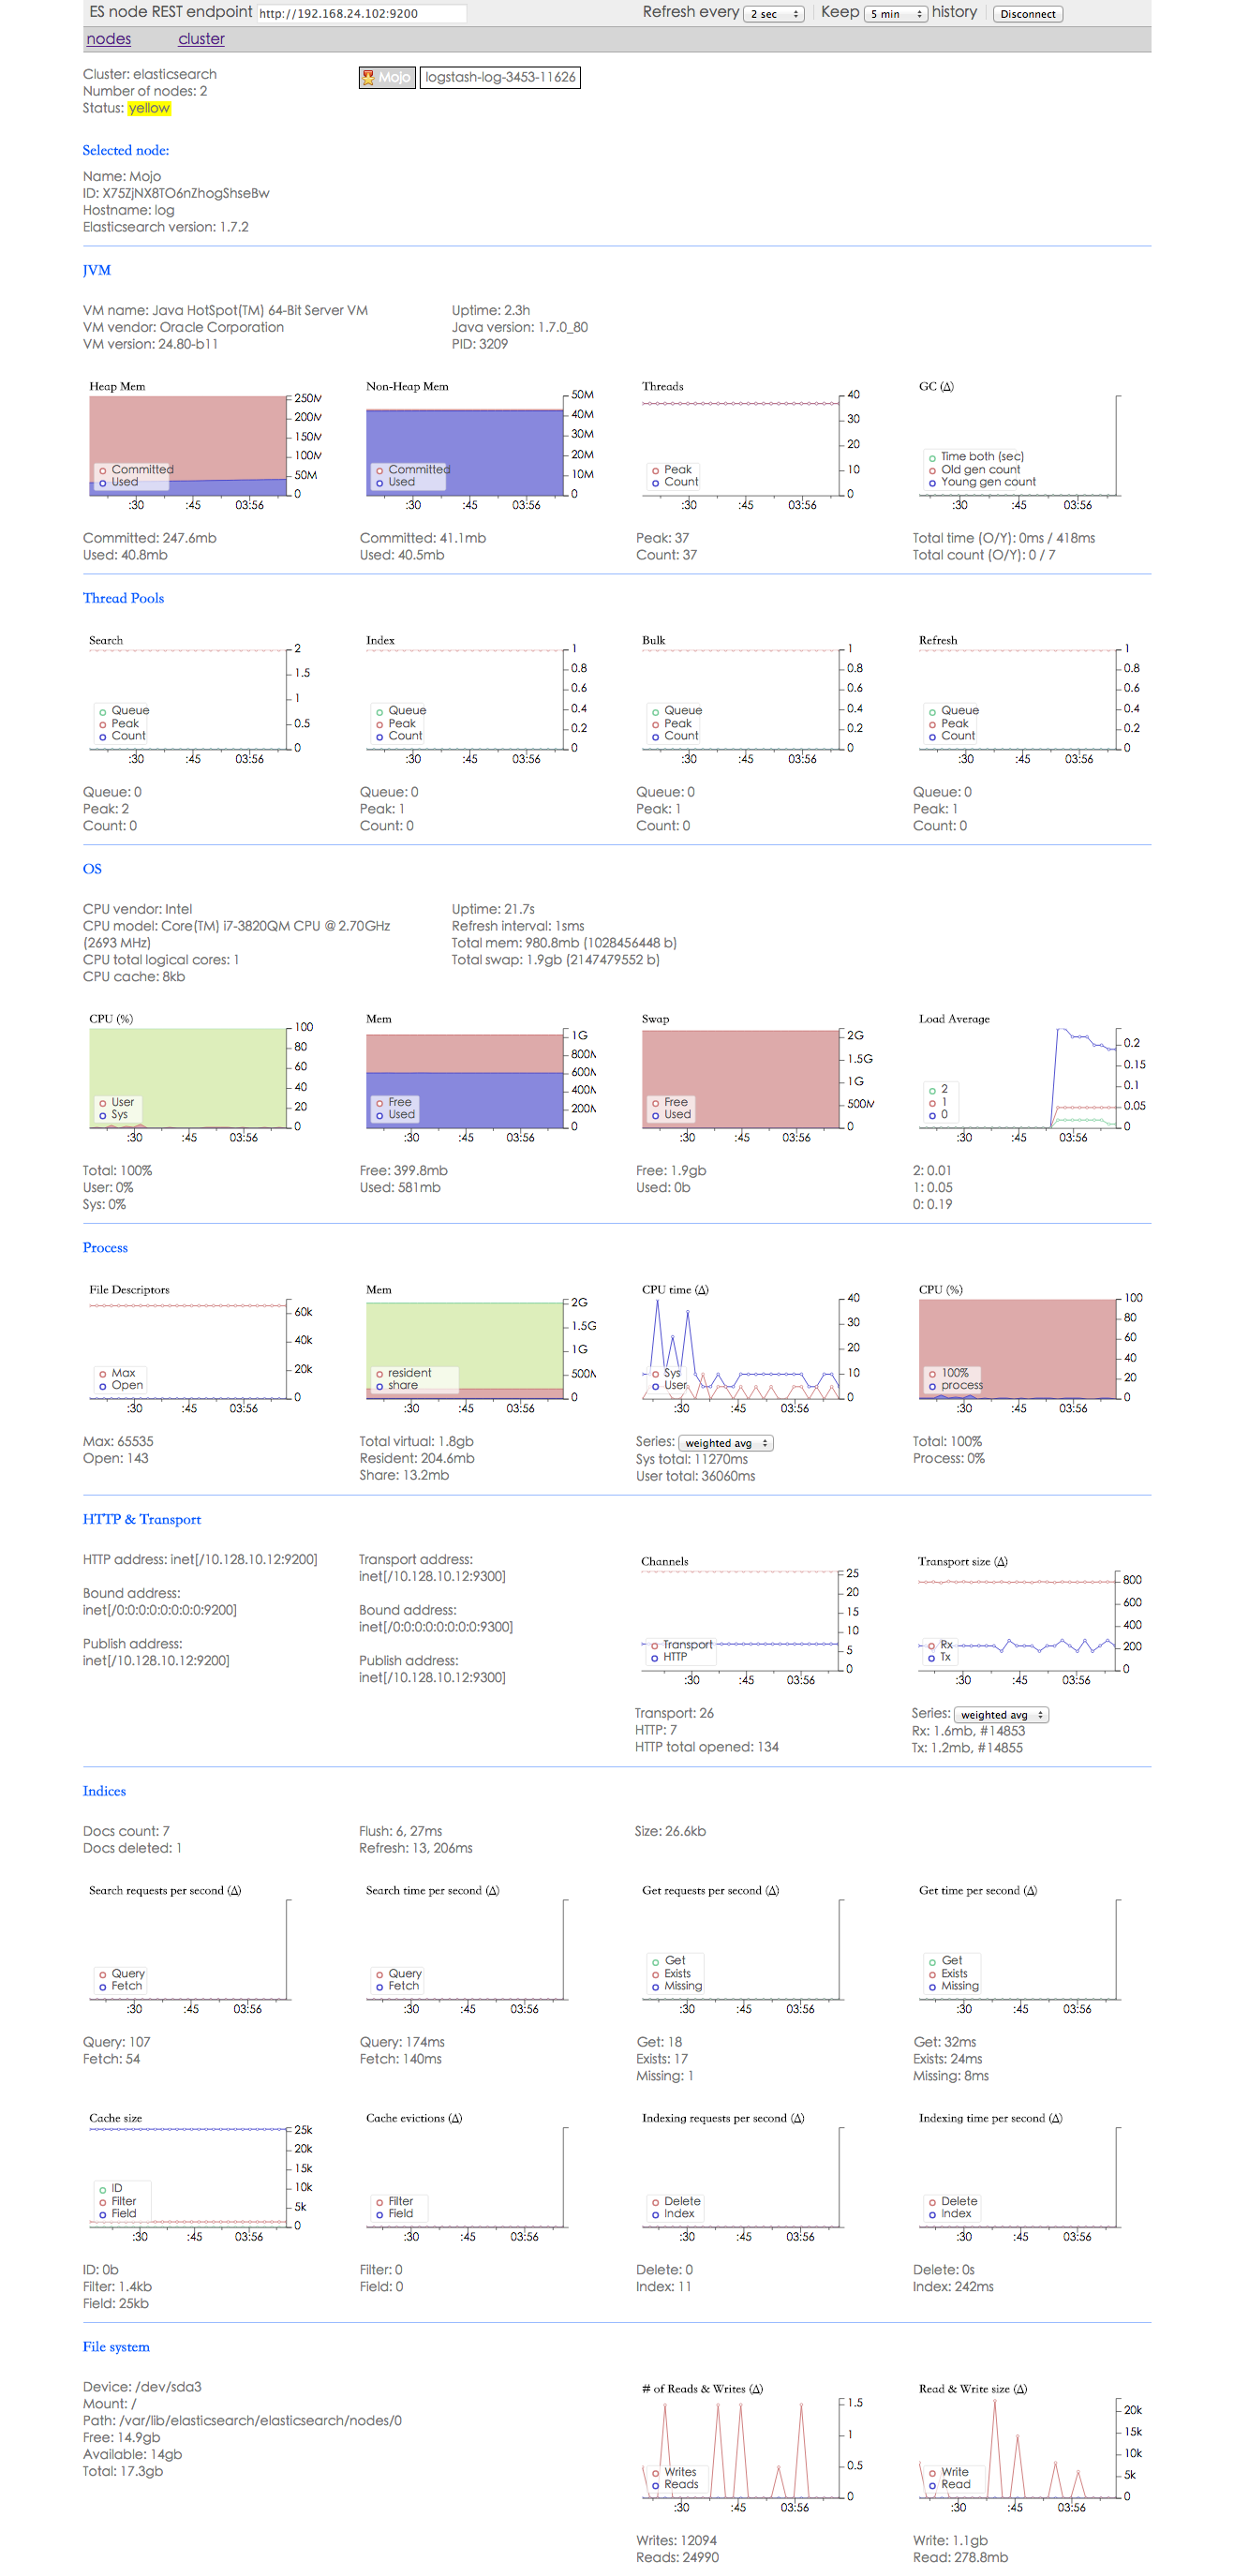 ES node REST endpoint http://192.168.24.102:9200 Refresh every 2 sec Keep 5 min history Disconnect
nodes cluster
Cluster: elasticsearch
Number of nodes: 2
Status: yellow
Mojo logstash-log-3453-11626
Selected node:
Name: Mojo
ID: X75ZjNX8TO6nZhogShseBw
Hostname: log
Elasticsearch version: 1.7.2
JVM
VM name: Java HotSpot(TM) 64-Bit Server VM
VM vendor: Oracle Corporation
VM version: 24.80-b11
Uptime: 2.3h
Java version: 1.7.0_80
PID: 3209
Heap Mem
250M
200M
150M
100M
50M
0
Committed
Used
:30 :45 03:56
Committed: 247.6mb
Used: 40.8mb
Non-Heap Mem
50M
40M
30M
20M
10M
0
Committed
Used
:30 :45 03:56
Committed: 41.1mb
Used: 40.5mb
Threads
40
30
20
10
0
Peak
Count
:30 :45 03:56
Peak: 37
Count: 37
GC (Δ)
Time both (sec)
Old gen count
Young gen count
:30 :45 03:56
Total time (O/Y): 0ms / 418ms
Total count (O/Y): 0 / 7
Thread Pools
Search
2
1.5
1
0.5
0
Queue
Peak
Count
:30 :45 03:56
Queue: 0
Peak: 2
Count: 0
Index
1
0.8
0.6
0.4
0.2
0
Queue
Peak
Count
:30 :45 03:56
Queue: 0
Peak: 1
Count: 0
Bulk
1
0.8
0.6
0.4
0.2
0
Queue
Peak
Count
:30 :45 03:56
Queue: 0
Peak: 1
Count: 0
Refresh
1
0.8
0.6
0.4
0.2
0
Queue
Peak
Count
:30 :45 03:56
Queue: 0
Peak: 1
Count: 0
OS
CPU vendor: Intel
CPU model: Core(TM) i7-3820QM CPU @ 2.70GHz
(2693 MHz)
CPU total logical cores: 1
CPU cache: 8kb
Uptime: 21.7s
Refresh interval: 1sms
Total mem: 980.8mb (1028456448 b)
Total swap: 1.9gb (2147479552 b)
CPU (%)
100
80
60
40
20
0
User
Sys
:30 :45 03:56
Total: 100%
User: 0%
Sys: 0%
Mem
1G
800M
600M
400M
200M
0
Free
Used
:30 :45 03:56
Free: 399.8mb
Used: 581mb
Swap
2G
1.5G
1G
500M
0
Free
Used
:30 :45 03:56
Free: 1.9gb
Used: 0b
Load Average
0.2
0.15
0.1
0.05
0
2
1
0
:30 :45 03:56
2: 0.01
1: 0.05
0: 0.19
Process
File Descriptors
60k
40k
20k
0
Max
Open
:30 :45 03:56
Max: 65535
Open: 143
Mem
2G
1.5G
1G
500M
0
resident
share
:30 :45 03:56
Total virtual: 1.8gb
Resident: 204.6mb
Share: 13.2mb
CPU time (Δ)
40
30
20
10
0
Sys
User
:30 :45 03:56
Series: weighted avg
Sys total: 11270ms
User total: 36060ms
CPU (%)
100
80
60
40
20
0
100%
process
:30 :45 03:56
Total: 100%
Process: 0%
HTTP & Transport
HTTP address: inet[/10.128.10.12:9200]
Bound address:
inet[/0:0:0:0:0:0:0:0:9200]
Publish address:
inet[/10.128.10.12:9200]
Transport address:
inet[/10.128.10.12:9300]
Bound address:
inet[/0:0:0:0:0:0:0:0:9300]
Publish address:
inet[/10.128.10.12:9300]
Channels
25
20
15
10
5
0
Transport
HTTP
:30 :45 03:56
Transport: 26
HTTP: 7
HTTP total opened: 134
Transport size (Δ)
800
600
400
200
0
Rx
Tx
:30 :45 03:56
Series: weighted avg
Rx: 1.6mb, #14853
Tx: 1.2mb, #14855
Indices
Docs count: 7
Docs deleted: 1
Flush: 6, 27ms
Refresh: 13, 206ms
Size: 26.6kb
Search requests per second (Δ)
Query
Fetch
:30 :45 03:56
Query: 107
Fetch: 54
Search time per second (Δ)
Query
Fetch
:30 :45 03:56
Query: 174ms
Fetch: 140ms
Get requests per second (Δ)
Get
Exists
Missing
:30 :45 03:56
Get: 18
Exists: 17
Missing: 1
Get time per second (Δ)
Get
Exists
Missing
:30 :45 03:56
Get: 32ms
Exists: 24ms
Missing: 8ms
Cache size
25k
20k
15k
10k
5k
0
ID
Filter
Field
:30 :45 03:56
ID: 0b
Filter: 1.4kb
Field: 25kb
Cache evictions (Δ)
Filter
Field
:30 :45 03:56
Filter: 0
Field: 0
Indexing requests per second (Δ)
Delete
Index
:30 :45 03:56
Delete: 0
Index: 11
Indexing time per second (Δ)
Delete
Index
:30 :45 03:56
Delete: 0s
Index: 242ms
File system
Device: /dev/sda3
Mount: /
Path: /var/lib/elasticsearch/elasticsearch/nodes/0
Free: 14.9gb
Available: 14gb
Total: 17.3gb
# of Reads & Writes (Δ)
1.5
1
0.5
0
Writes
Reads
:30 :45 03:56
Writes: 12094
Reads: 24990
Read & Write size (Δ)
20k
15k
10k
5k
0
Write
Read
:30 :45 03:56
Write: 1.1gb
Read: 278.8mb